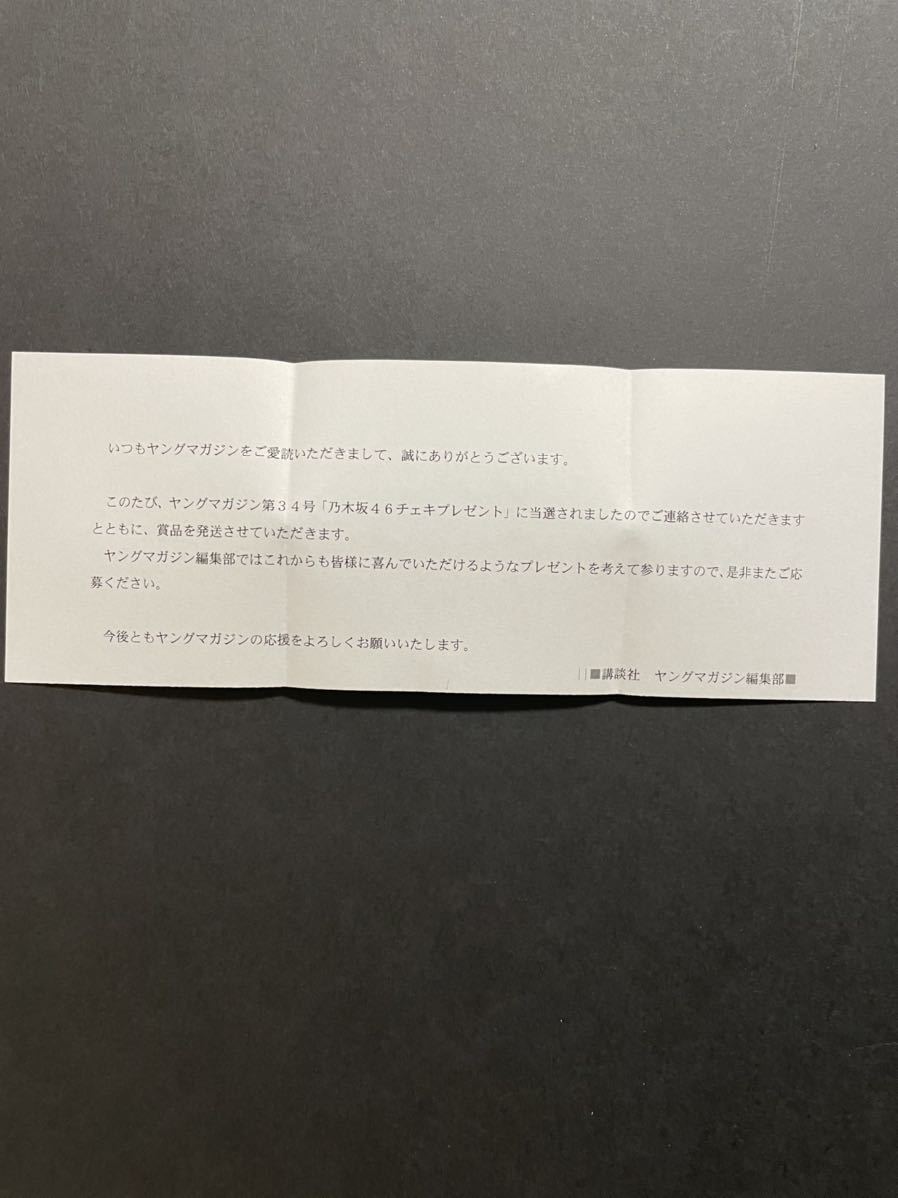 いつもヤングマガジンをご愛読いただきまして、誠にありがとうございます。
このたび、ヤングマガジン第３４号「乃木坂４６チェキプレゼント」に当選されましたのでご連絡させていただきます
とともに、賞品を発送させていただきます。
ヤングマガジン編集部ではこれからも皆様に喜んでいただけるようなプレゼントを考えて参りますので、是非またご応
募ください。
今後ともヤングマガジンの応援をよろしくお願いいたします。
||■講談社　ヤングマガジン編集部■